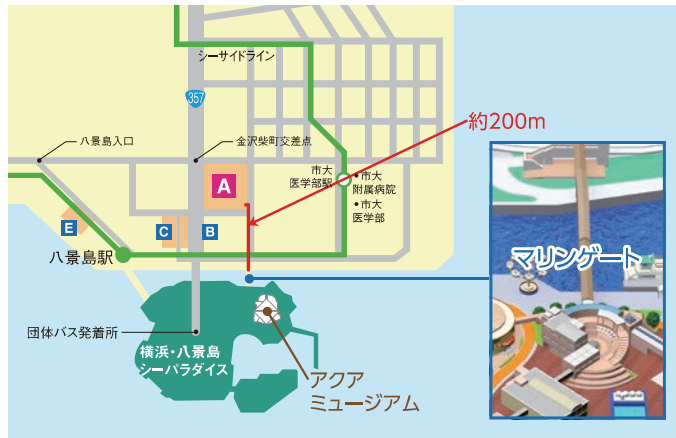 シーサイドライン
357
約200m
八景島入口
金沢柴町交差点
市大
医学部駅
•市大
附属病院
•市大
医学部
A
E
C
B
八景島駅
マリンゲート
団体バス発着所
横浜・八景島
シーパラダイス
アクア
ミュージアム